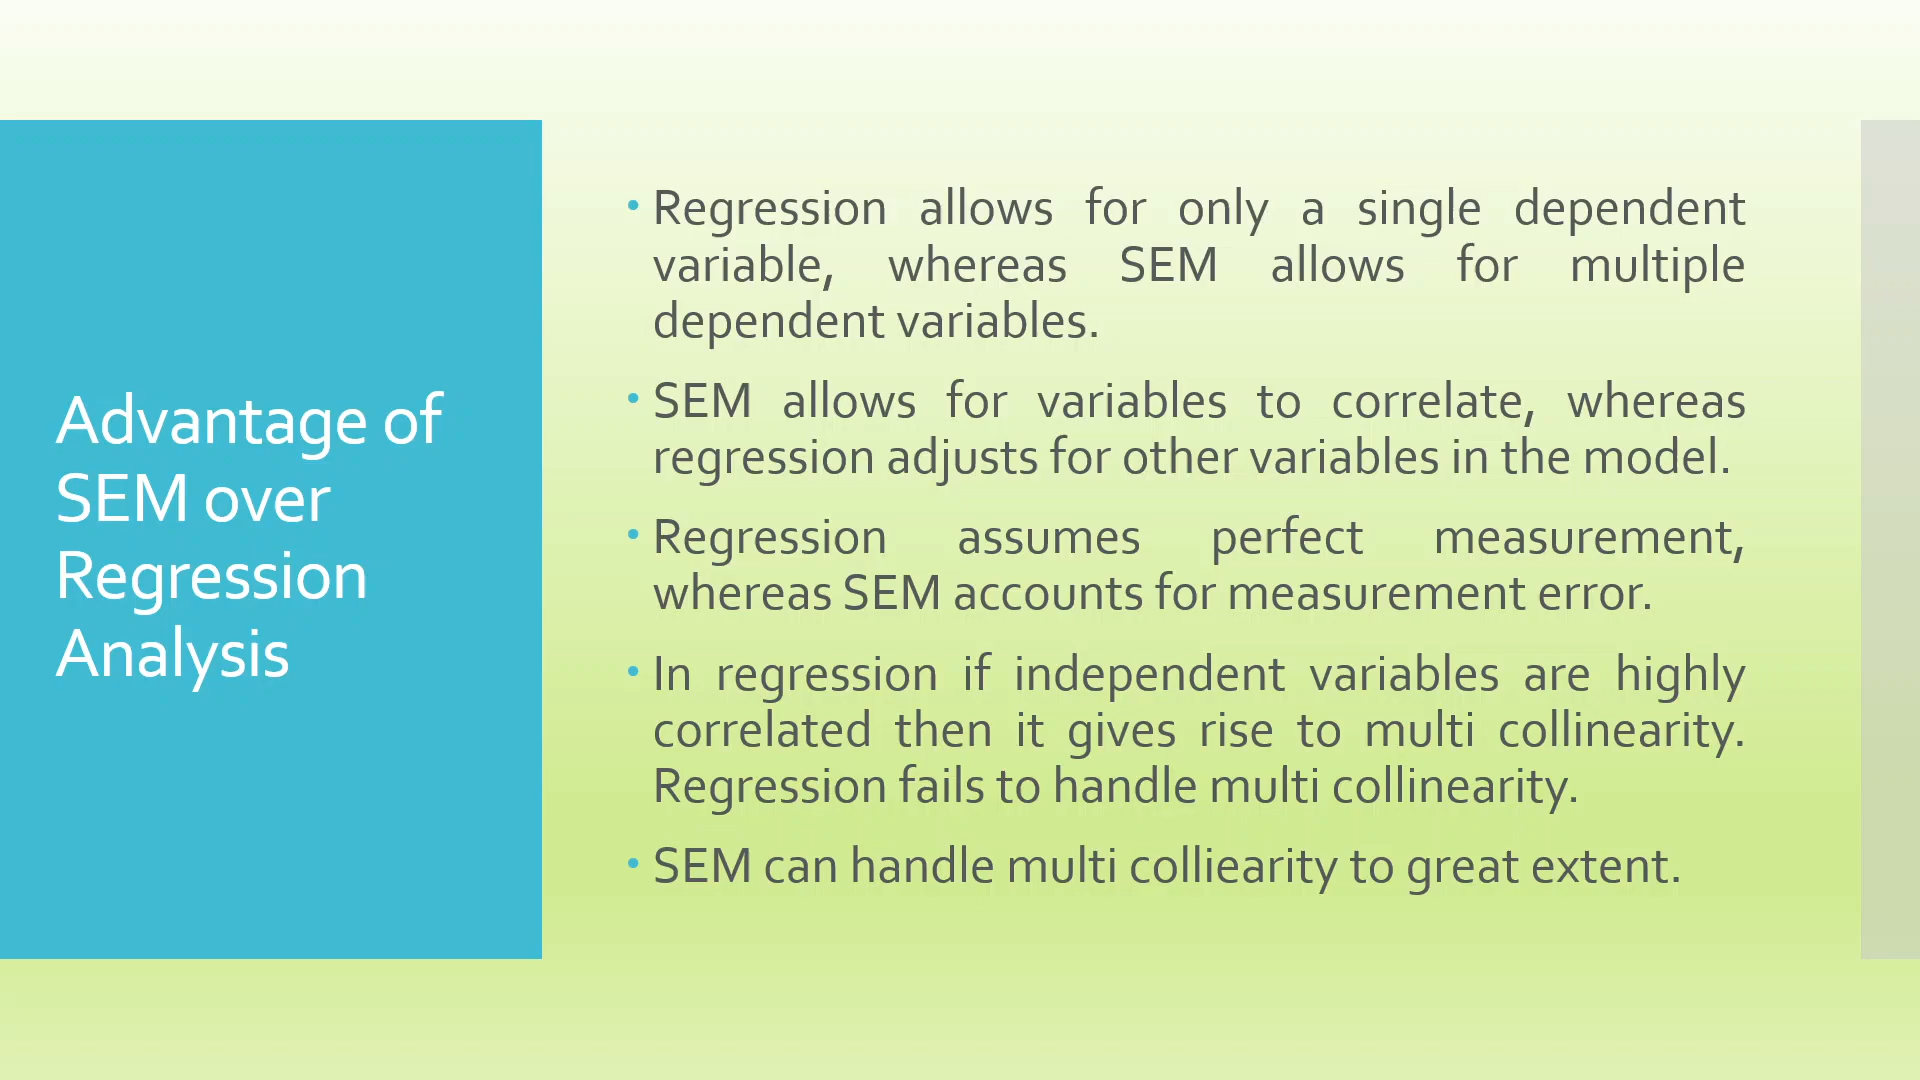 Advantage of
SEM over
Regression
Analysis
• Regression allows for only a single dependent
variable, whereas SEM allows for multiple
dependent variables.
• SEM allows for variables to correlate, whereas
regression adjusts for other variables in the model.
• Regression assumes perfect measurement,
whereas SEM accounts for measurement error.
• In regression if independent variables are highly
correlated then it gives rise to multi collinearity.
Regression fails to handle multi collinearity.
• SEM can handle multi colliearity to great extent.